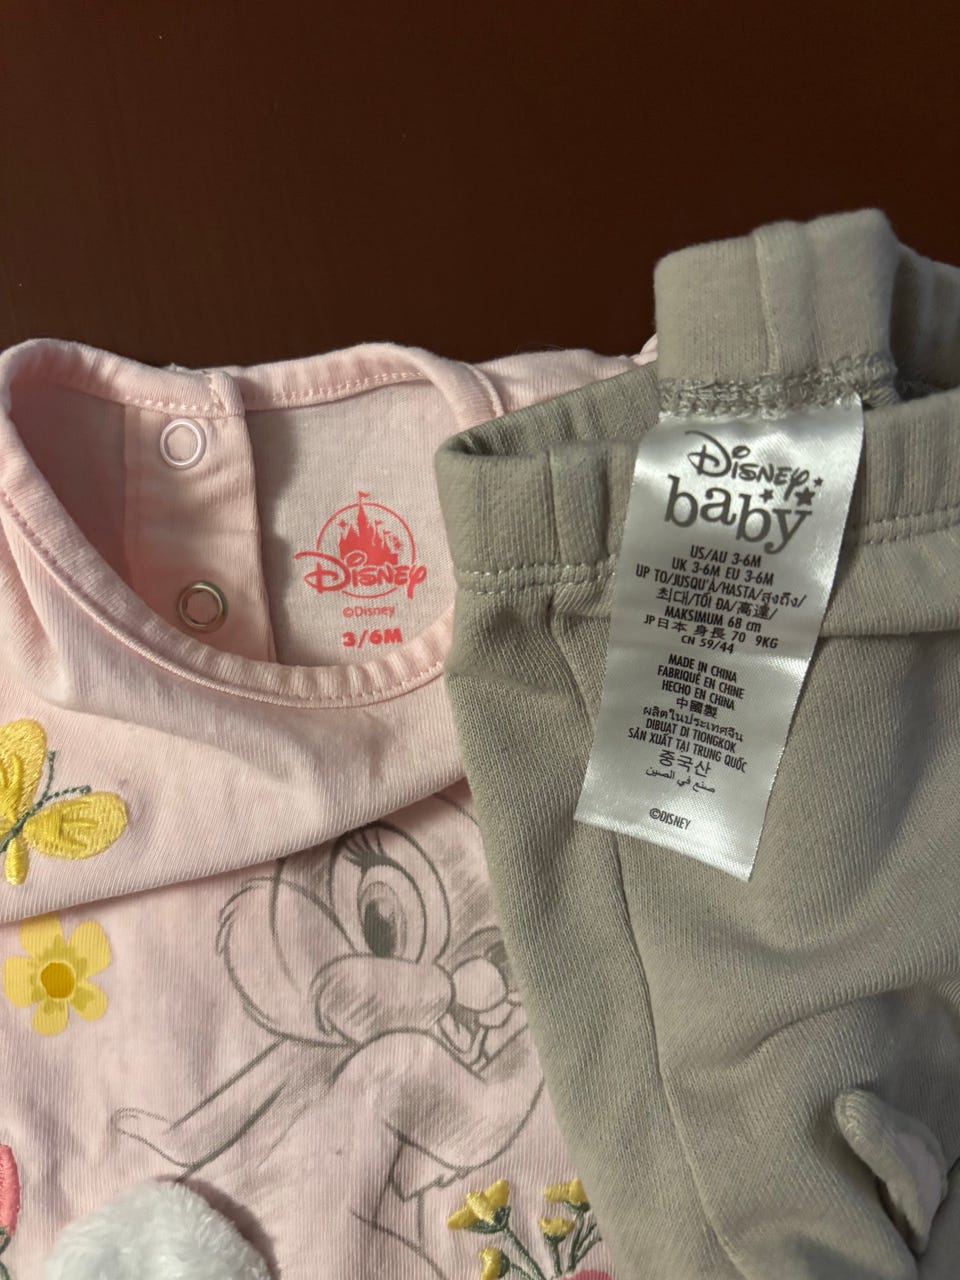 Disney
©Disney
3/6M
Disney
baby
US/AU 3-6M
UK 3-6M EU 3-6M
UP TO/JUSQU'À/HASTA/สูงถึง/
최대/TỐI ĐA/高達/
MAKSIMUM 68 cm
JP日本 身長 70 9KG
CN 59/44
MADE IN CHINA
FABRIQUÉ EN CHINE
HECHO EN CHINA
中國製
ผลิตในประเทศจีน
DIBUAT DI TIONGKOK
SẢN XUẤT TẠI TRUNG QUỐC
중국산
صنع في الصين
©DISNEY